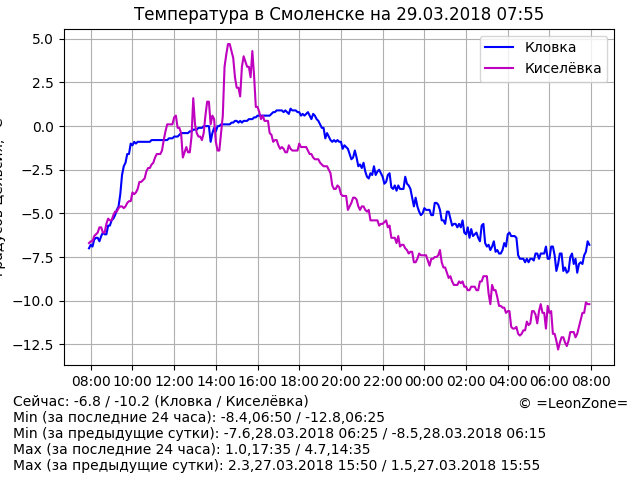 Температура в Смоленске на 29.03.2018 07:55
Кловка
Киселёвка
5.0
2.5
0.0
−2.5
−5.0
−7.5
−10.0
−12.5
08:00 10:00 12:00 14:00 16:00 18:00 20:00 22:00 00:00 02:00 04:00 06:00 08:00
Сейчас: -6.8 / -10.2 (Кловка / Киселёвка)
© =LeonZone=
Min (за последние 24 часа): -8.4,06:50 / -12.8,06:25
Min (за предыдущие сутки): -7.6,28.03.2018 06:25 / -8.5,28.03.2018 06:15
Max (за последние 24 часа): 1.0,17:35 / 4.7,14:35
Max (за предыдущие сутки): 2.3,27.03.2018 15:50 / 1.5,27.03.2018 15:55